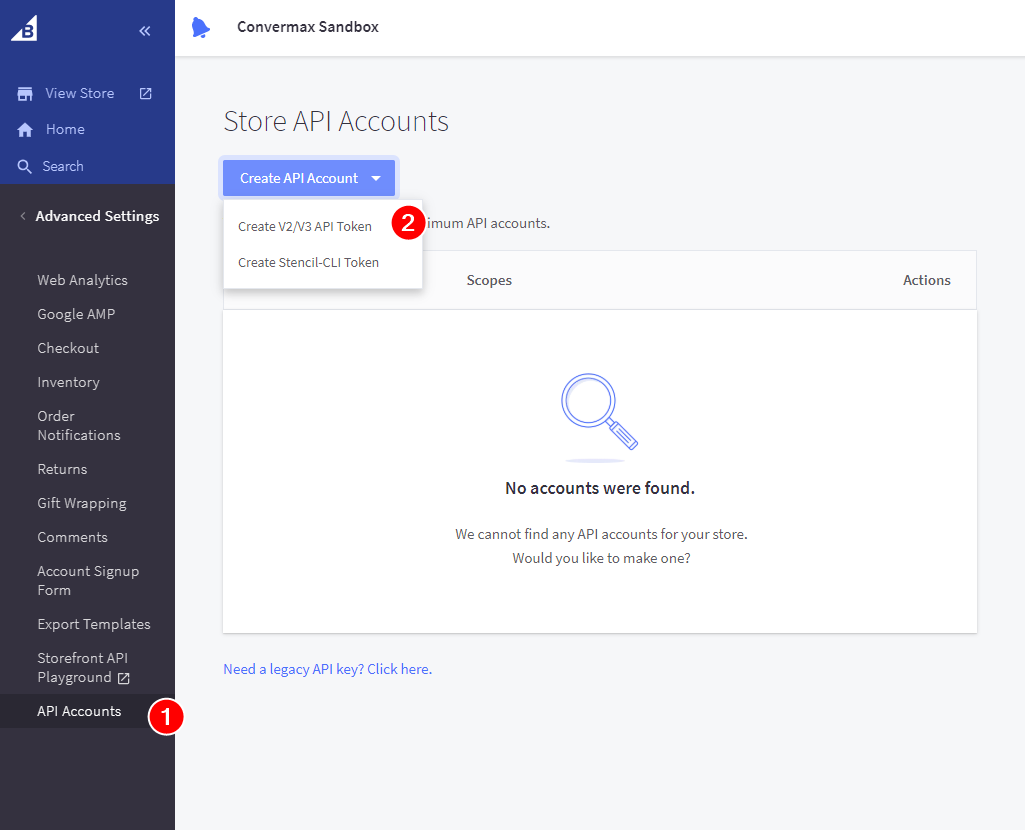 B
«
View Store
Home
Search
Advanced Settings
Web Analytics
Google AMP
Checkout
Inventory
Order
Notifications
Returns
Gift Wrapping
Comments
Account Signup
Form
Export Templates
Storefront API
Playground
API Accounts
1
Convermax Sandbox
Store API Accounts
Create API Account
Create V2/V3 API Token
2
imum API accounts.
Create Stencil-CLI Token
Scopes
Actions
No accounts were found.
We cannot find any API accounts for your store.
Would you like to make one?
Need a legacy API key? Click here.